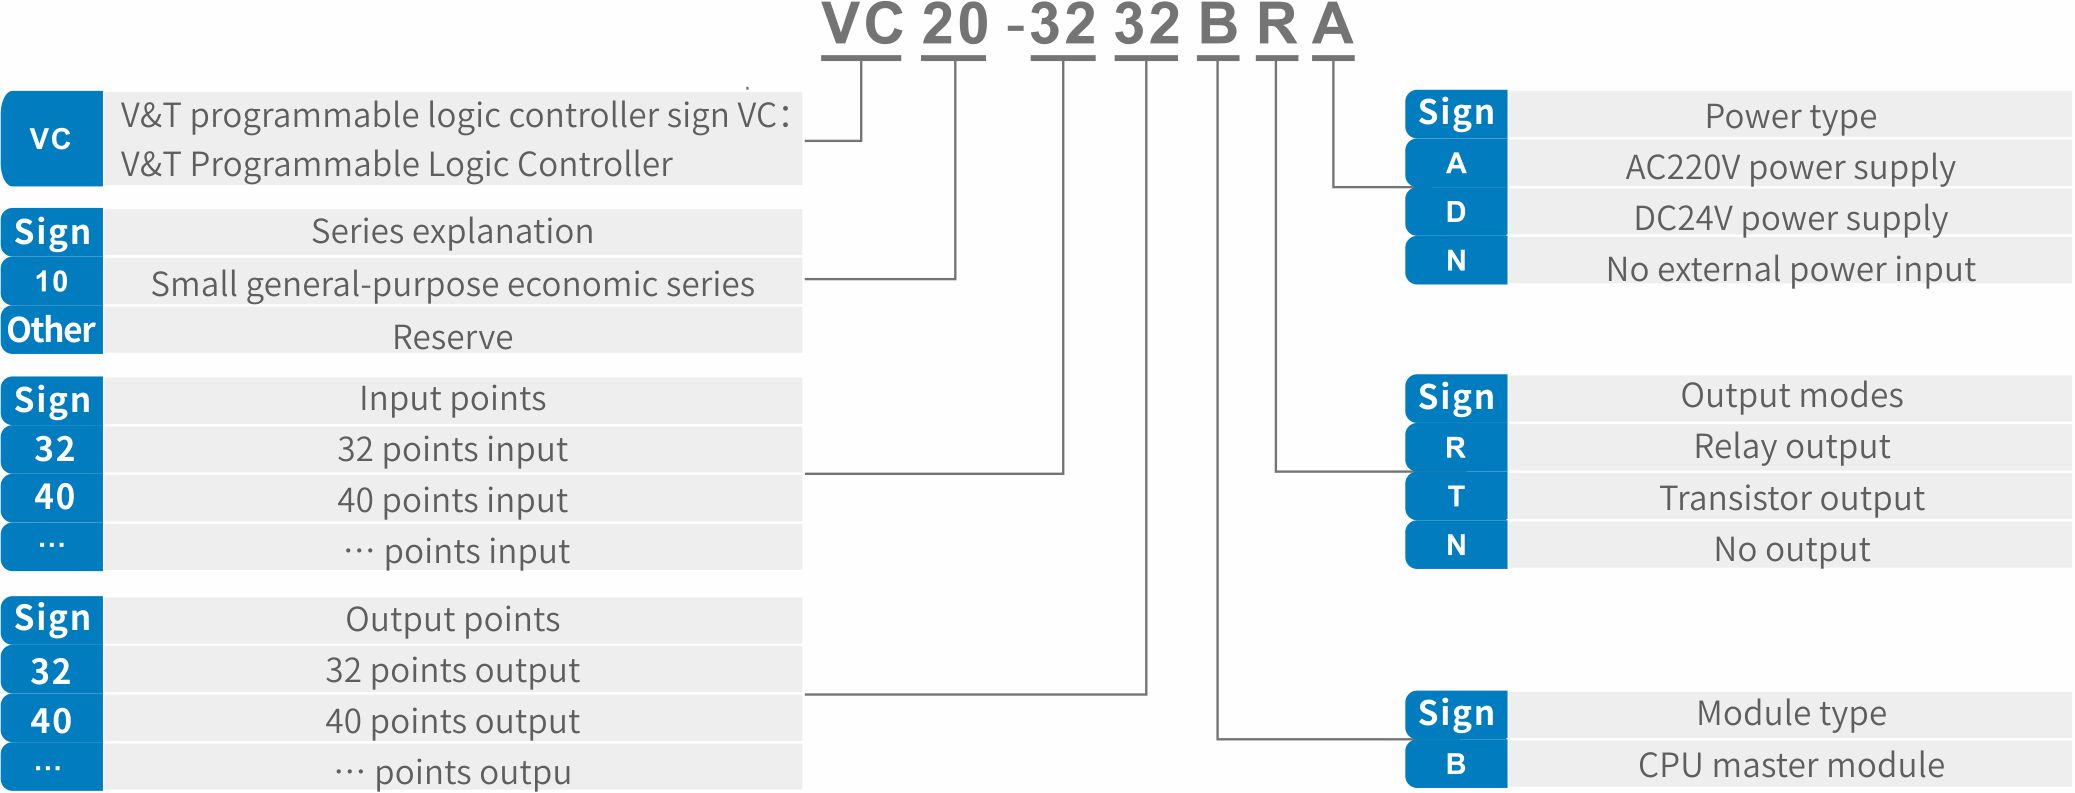 VC 20 -32 32 B R A
VC
V&T programmable logic controller sign VC：
V&T Programmable Logic Controller
Sign Series explanation
10 Small general-purpose economic series
Other Reserve
Sign Input points
32 32 points input
40 40 points input
··· ··· points input
Sign Output points
32 32 points output
40 40 points output
··· ··· points outpu
Sign Power type
A AC220V power supply
D DC24V power supply
N No external power input
Sign Output modes
R Relay output
T Transistor output
N No output
Sign Module type
B CPU master module